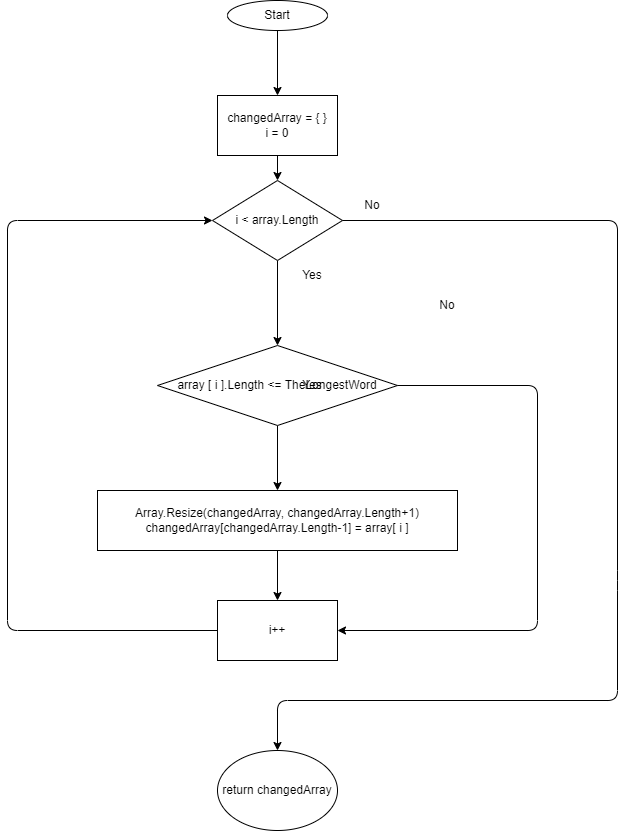 Start
changedArray = { }
i = 0
i < array.Length
No
Yes
No
array [ i ].Length <=
Yes
Array.Resize(changedArray, changedArray.Length+1)
changedArray[changedArray.Length-1] = array[ i ]
i++
return changedArray